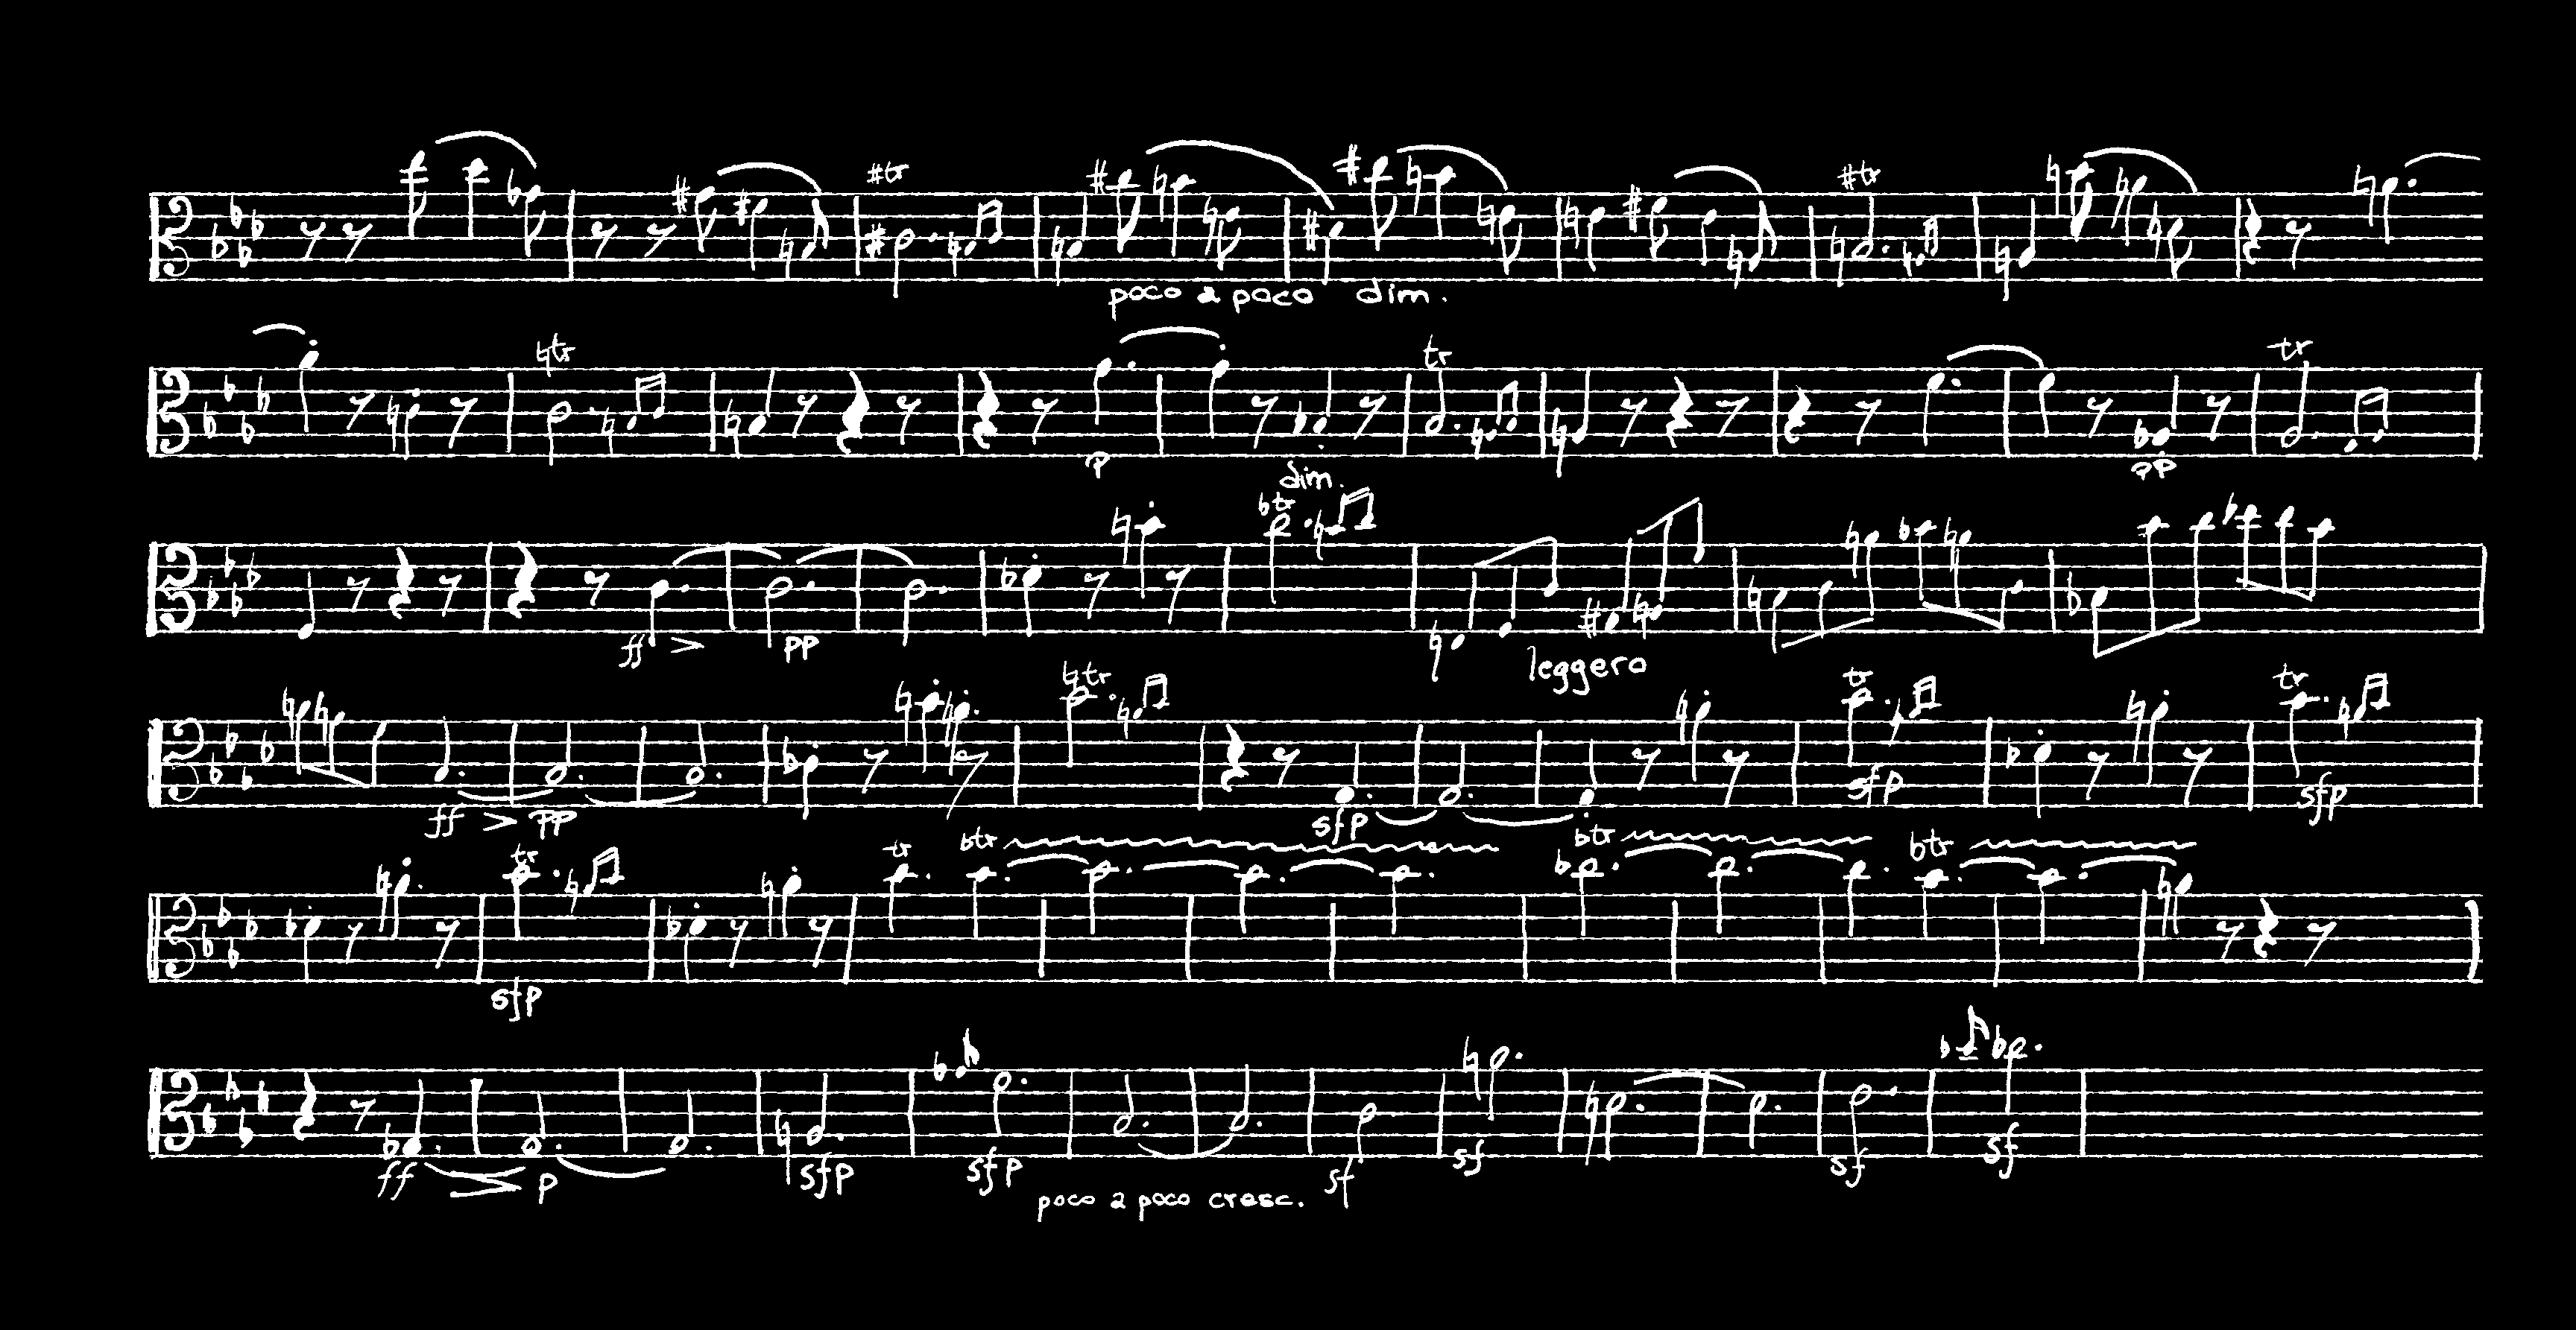 tr tr
poco a poco dim.
tr tr tr
p dim. pp
tr
ff pp leggero
tr tr tr
ff pp sfp sfp sfp
tr tr tr tr tr
sfp
ff p sfp sfp poco a poco cresc. sf sf sf sf